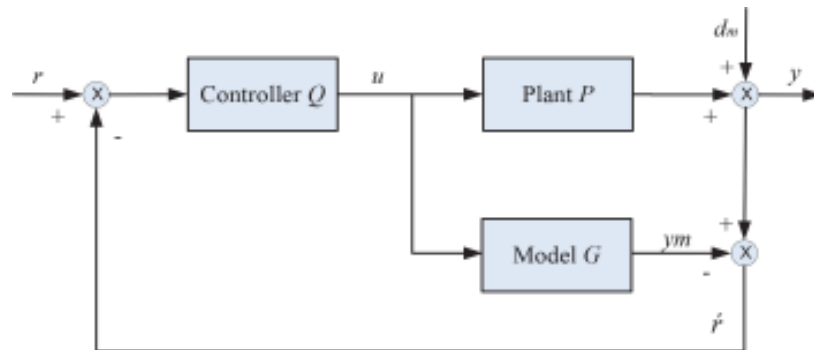 dm
r
Controller Q
u
Plant P
y
+
+
+
-
+
Model G
ym
-
ŕ